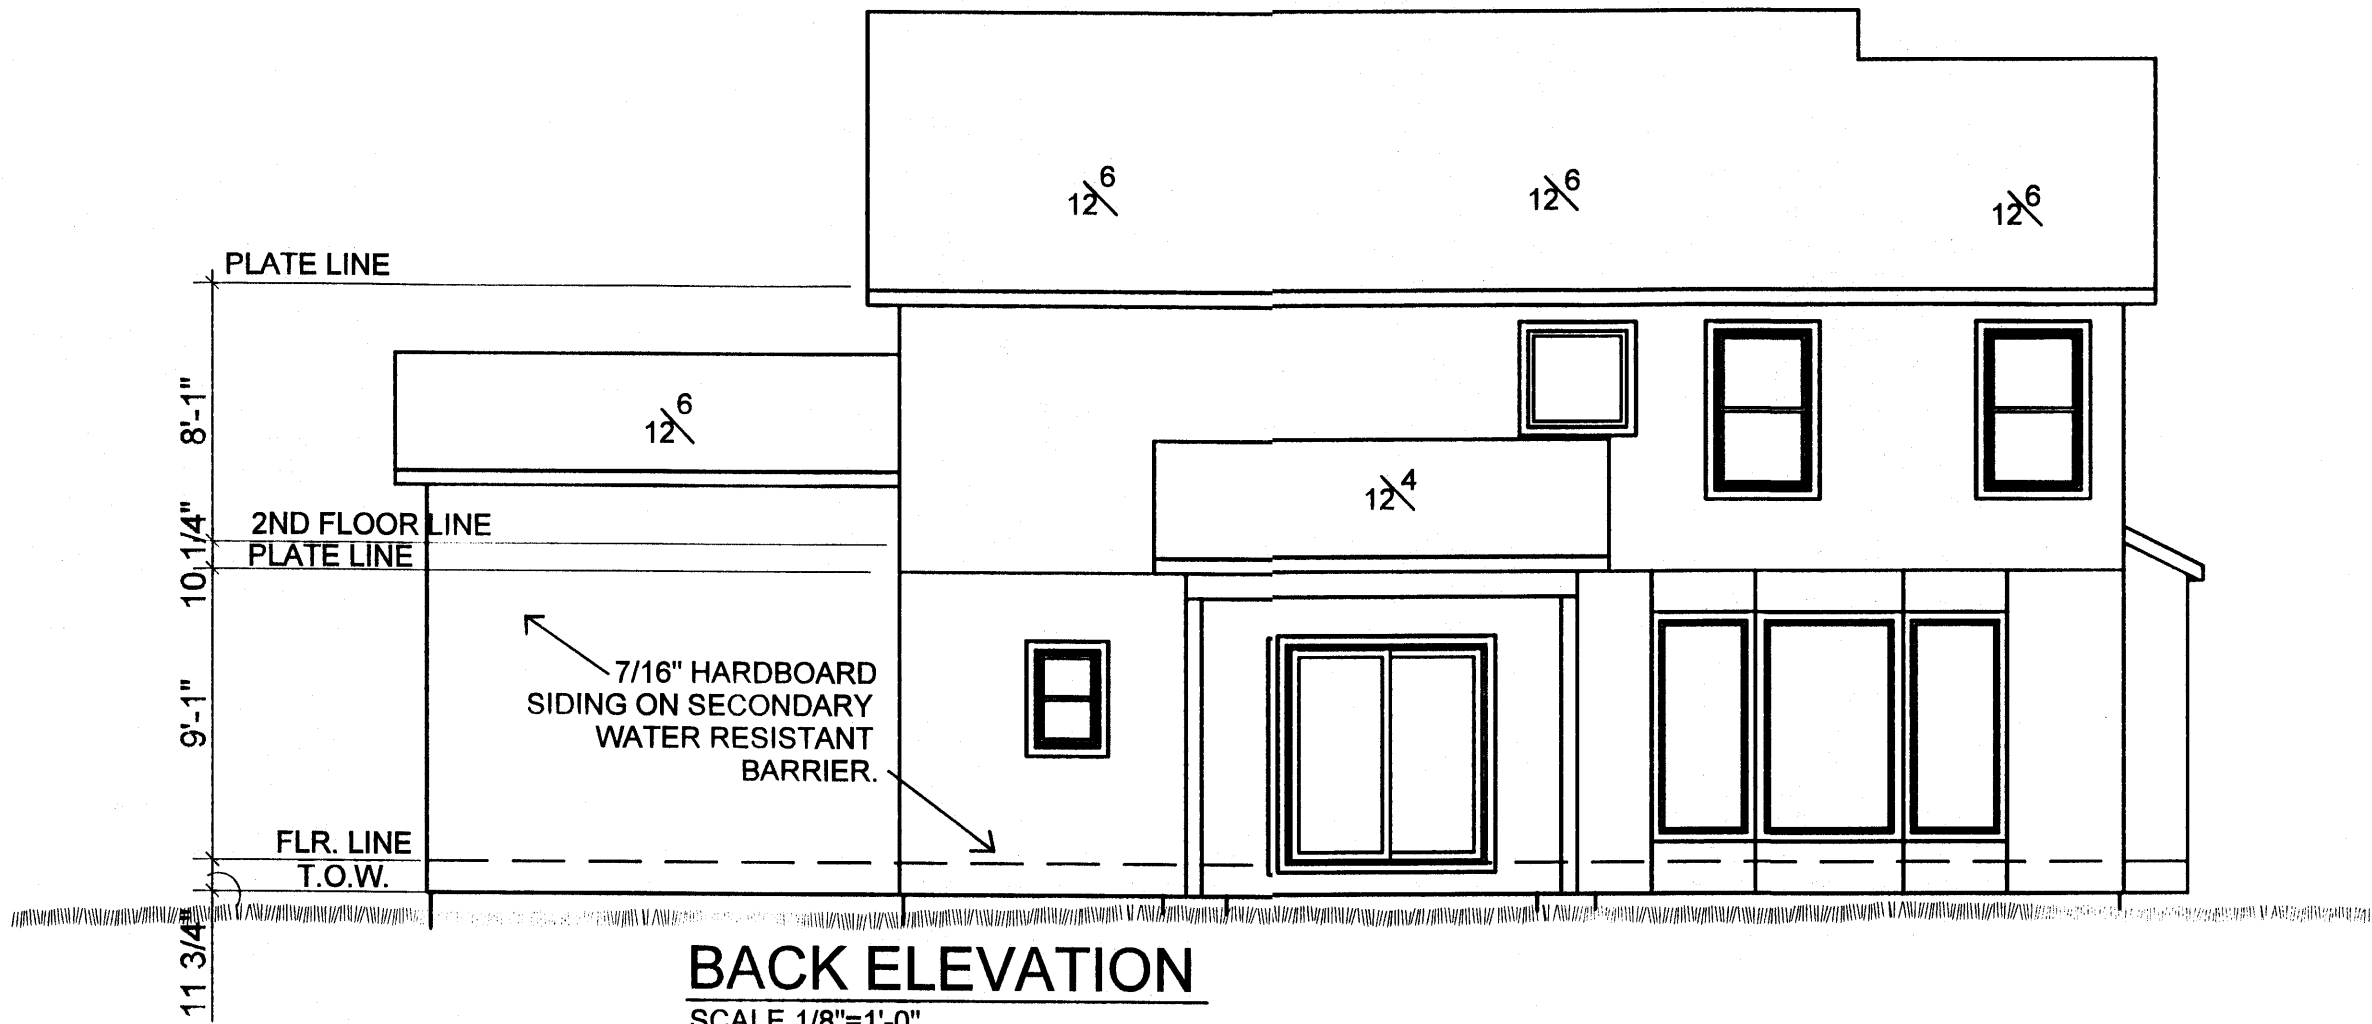 12 6
12 6
12 6
PLATE LINE
8'-1"
12 6
12 4
2ND FLOOR LINE
10 1/4"
PLATE LINE
7/16" HARDBOARD
SIDING ON SECONDARY
WATER RESISTANT
BARRIER.
9'-1"
FLR. LINE
T.O.W.
11 3/4"
BACK ELEVATION
SCALE 1/8"=1'-0"